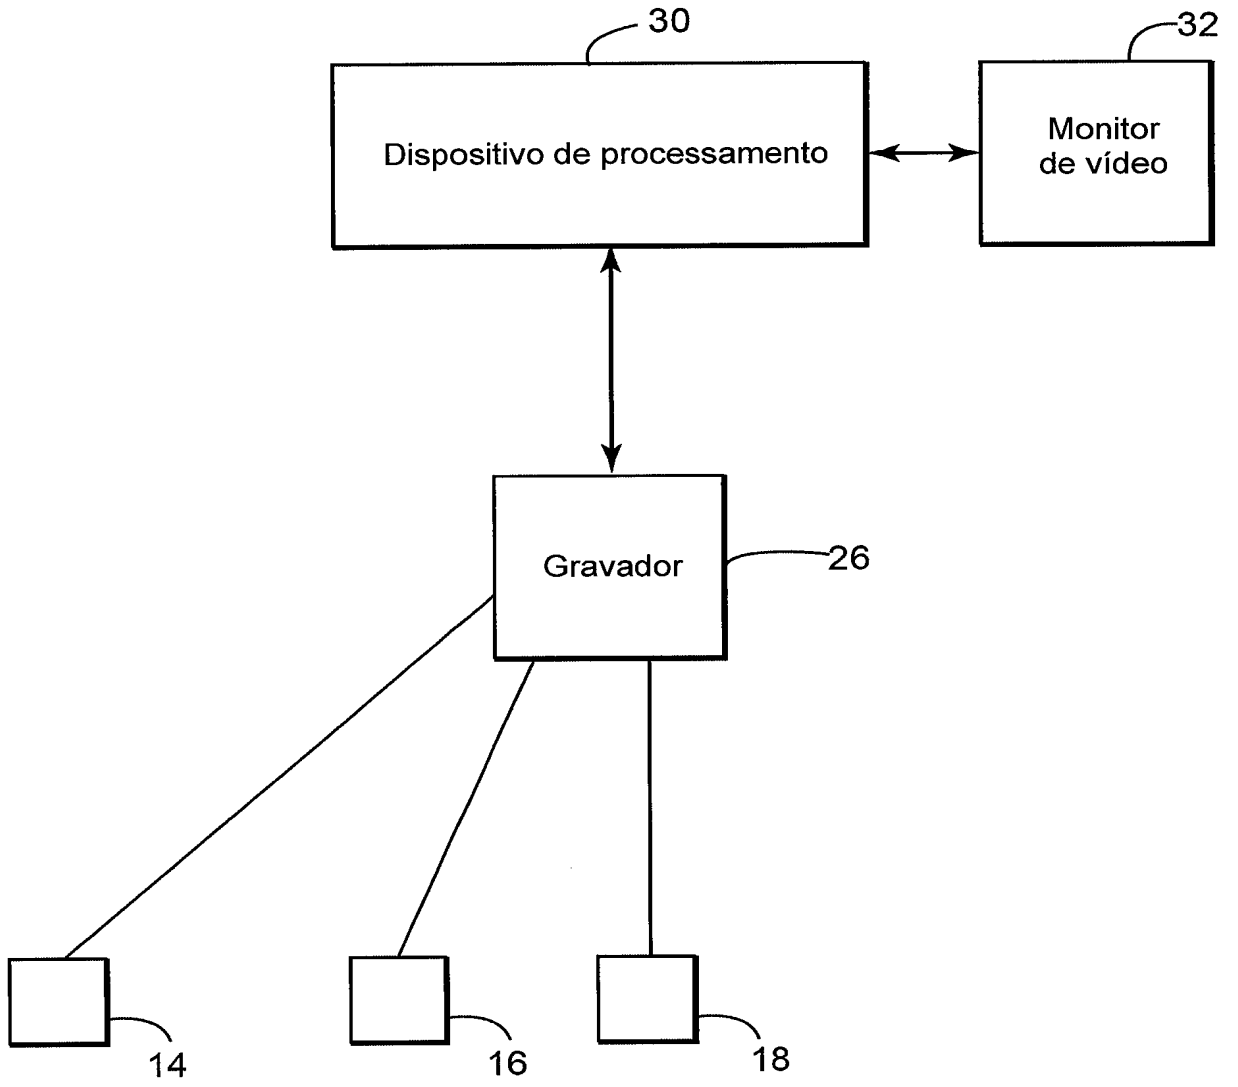 30
32
Dispositivo de processamento
Monitor
de vídeo
Gravador
26
14
16
18